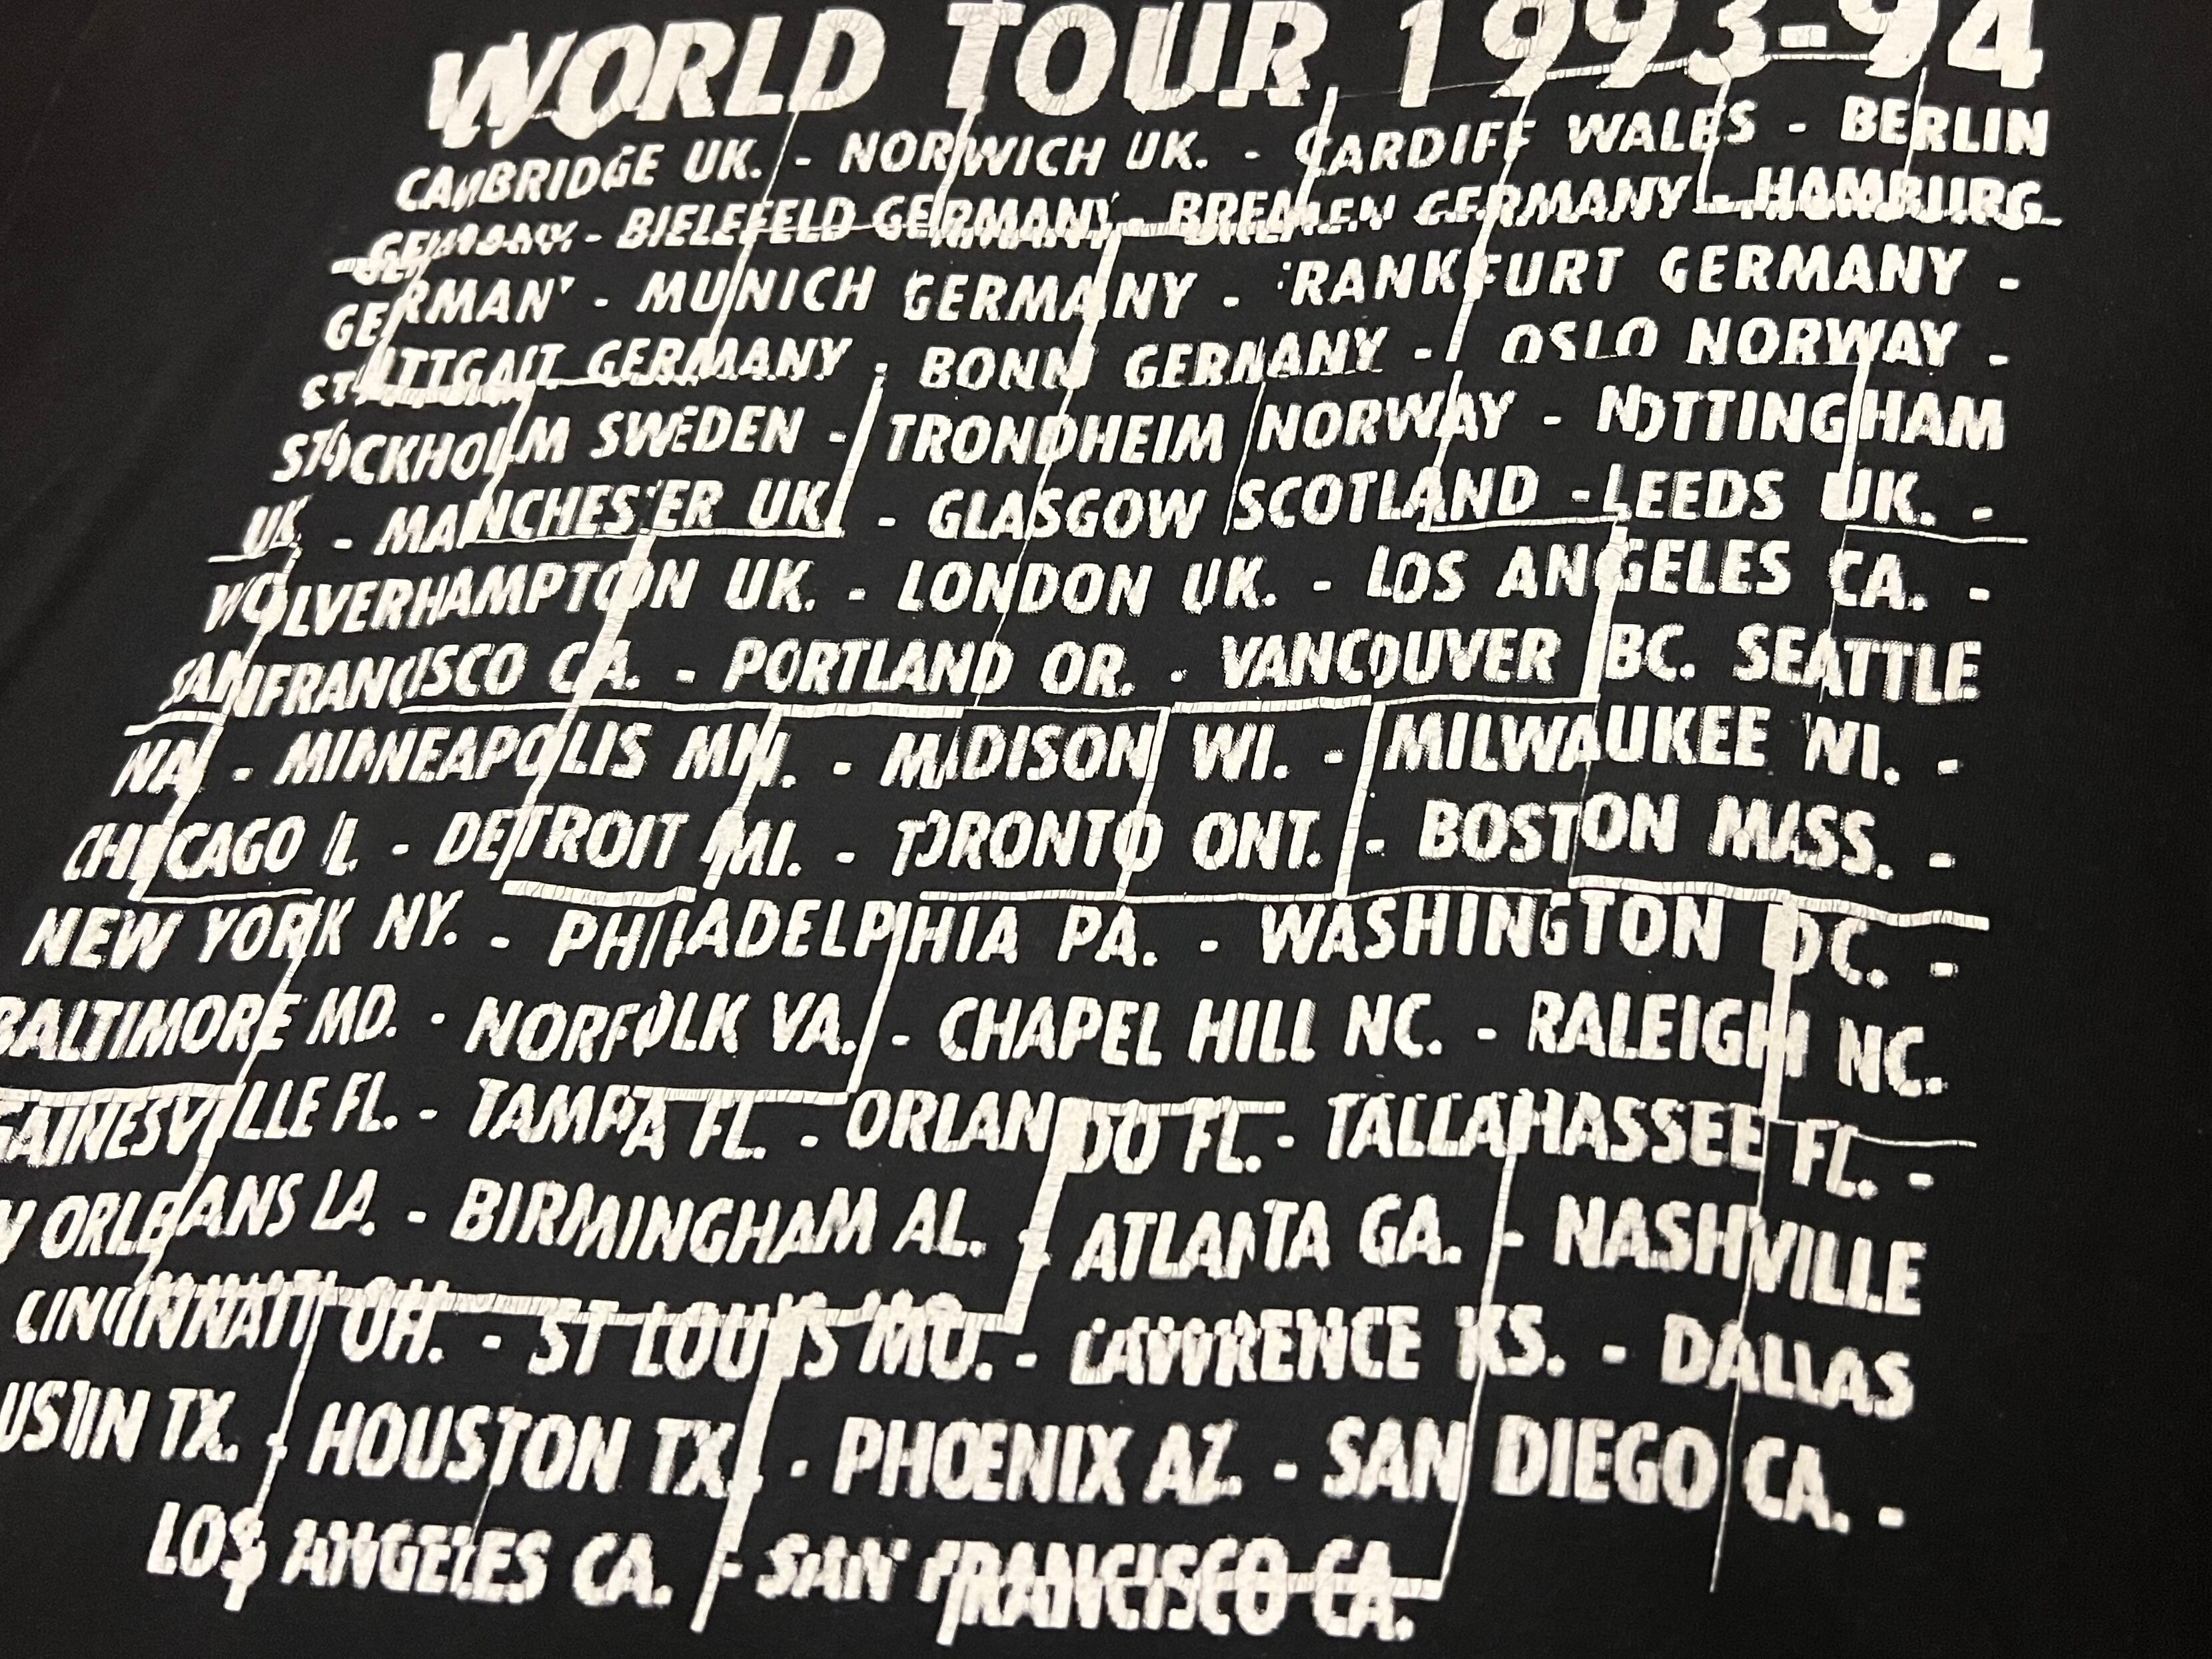 WORLD TOUR 1993-94
CAMBRIDGE UK. - NORWICH UK. - CARDIFF WALES - BERLIN
GERMANY. - BIELEFELD GERMANY - BREMEN GERMANY - HAMBURG
GERMANY - MUNICH GERMANY - FRANKFURT GERMANY -
STUTTGART GERMANY - BONN GERMANY - OSLO NORWAY -
STOCKHOLM SWEDEN - TRONDHEIM NORWAY - NOTTINGHAM
UK. - MANCHESTER UK. - GLASGOW SCOTLAND - LEEDS UK. -
WOLVERHAMPTON UK. - LONDON UK. - LOS ANGELES CA. -
SANFRANCISCO CA. - PORTLAND OR. - VANCOUVER BC. SEATTLE
WA. - MINNEAPOLIS MN. - MADISON WI. - MILWAUKEE WI. -
CHICAGO IL. - DETROIT MI. - TORONTO ONT. - BOSTON MASS. -
NEW YORK NY. - PHILADELPHIA PA. - WASHINGTON DC. -
BALTIMORE MD. - NORFOLK VA. - CHAPEL HILL NC. - RALEIGH NC.
GAINESVILLE FL. - TAMPA FL. - ORLANDO FL. - TALLAHASSEE FL. -
W ORLEANS LA. - BIRMINGHAM AL. - ATLANTA GA. - NASHVILLE
CINCINNATI OH. - ST LOUIS MO. - LAWRENCE KS. - DALLAS
USTIN TX. - HOUSTON TX. - PHOENIX AZ. - SAN DIEGO CA. -
LOS ANGELES CA. - SAN FRANCISCO CA.